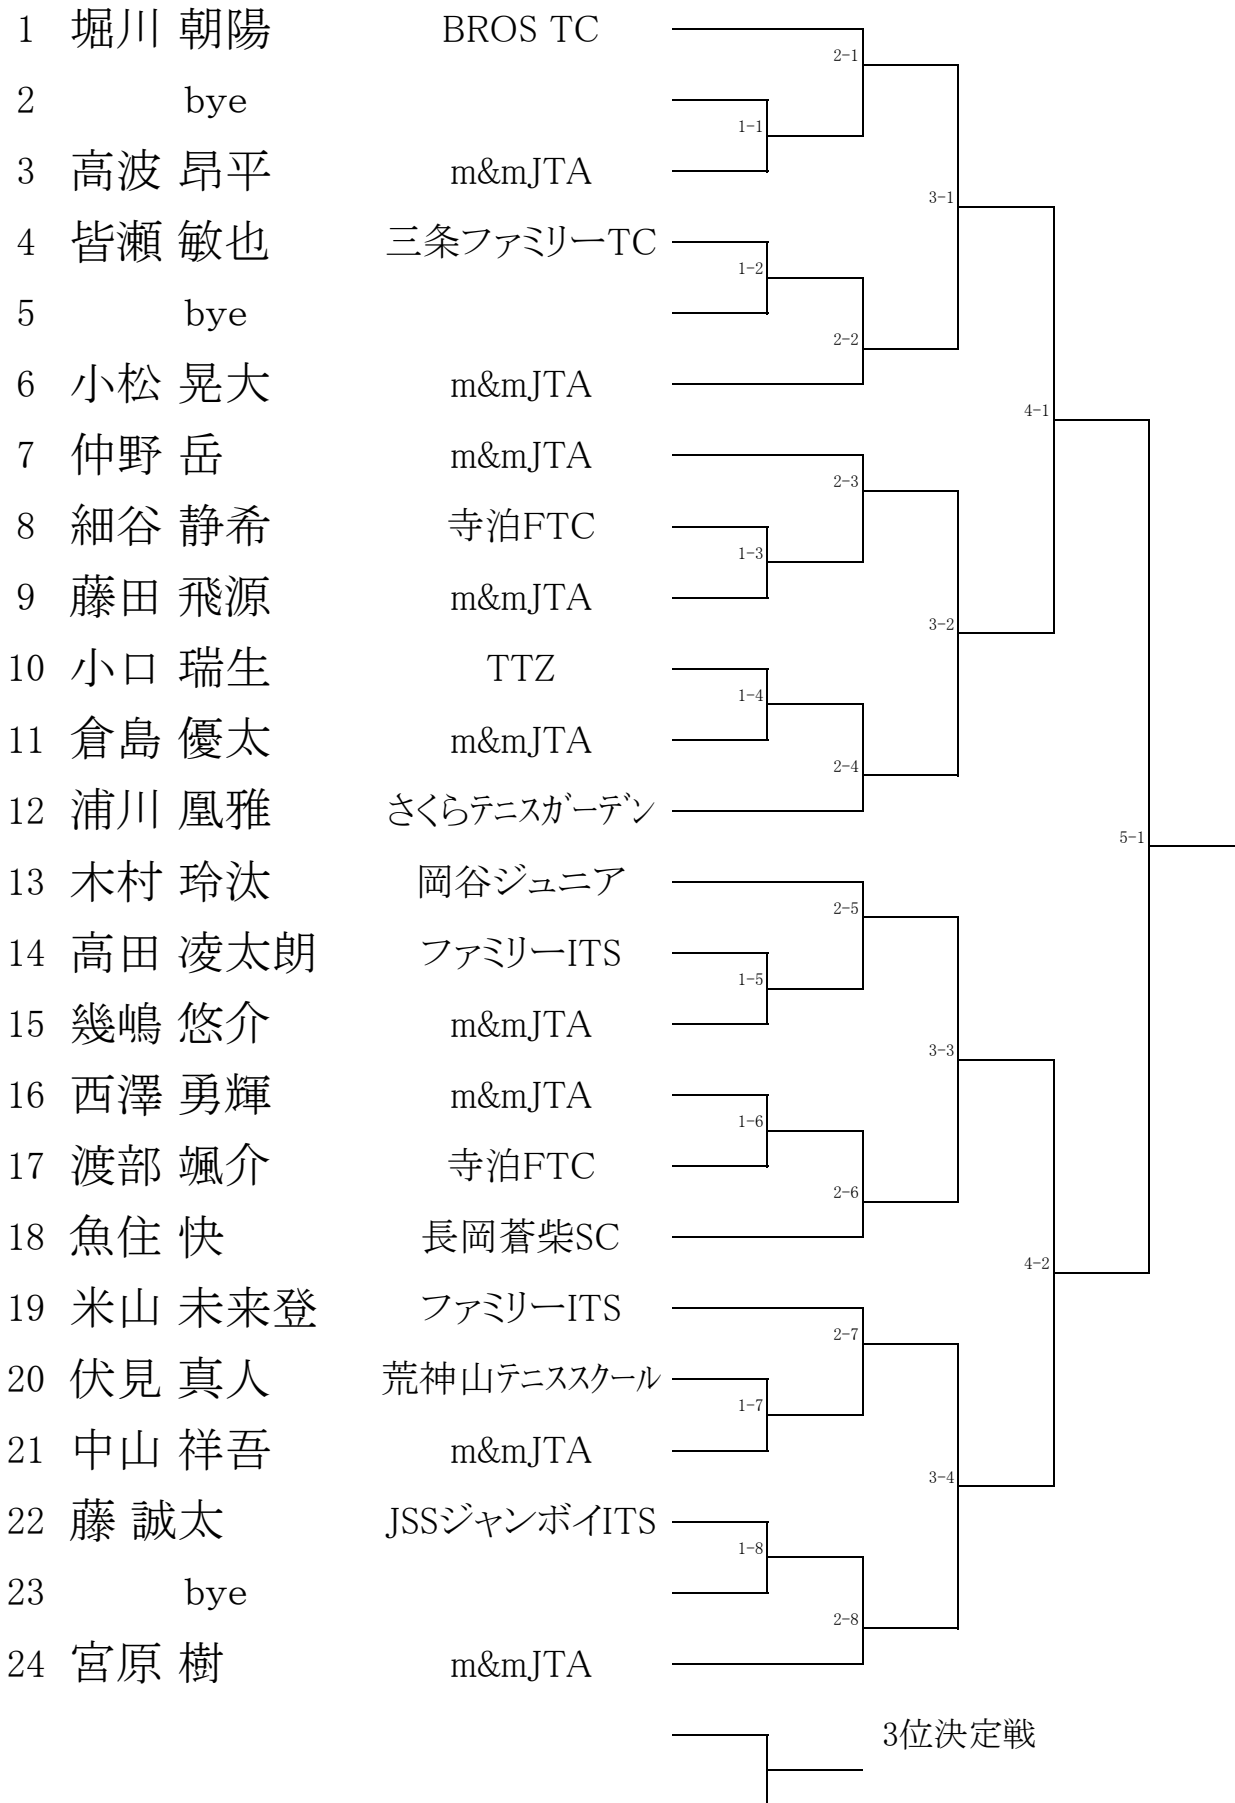 1 堀川 朝陽 BROS TC
2-1
2 bye
1-1
3 高波 昂平 m&mJTA
3-1
4 皆瀬 敏也 三条ファミリーTC
1-2
5 bye
2-2
6 小松 晃大 m&mJTA
4-1
7 仲野 岳 m&mJTA
2-3
8 細谷 静希 寺泊FTC
1-3
9 藤田 飛源 m&mJTA
3-2
10 小口 瑞生 TTZ
1-4
11 倉島 優太 m&mJTA
2-4
12 浦川 凰雅 さくらテニスガーデン
5-1
13 木村 玲汰 岡谷ジュニア
2-5
14 高田 凌太朗 ファミリーITS
1-5
15 幾嶋 悠介 m&mJTA
3-3
16 西澤 勇輝 m&mJTA
1-6
17 渡部 颯介 寺泊FTC
2-6
18 魚住 快 長岡蒼柴SC
4-2
19 米山 未来登 ファミリーITS
2-7
20 伏見 真人 荒神山テニススクール
1-7
21 中山 祥吾 m&mJTA
3-4
22 藤 誠太 JSSジャンボイITS
1-8
23 bye
2-8
24 宮原 樹 m&mJTA
3位決定戦